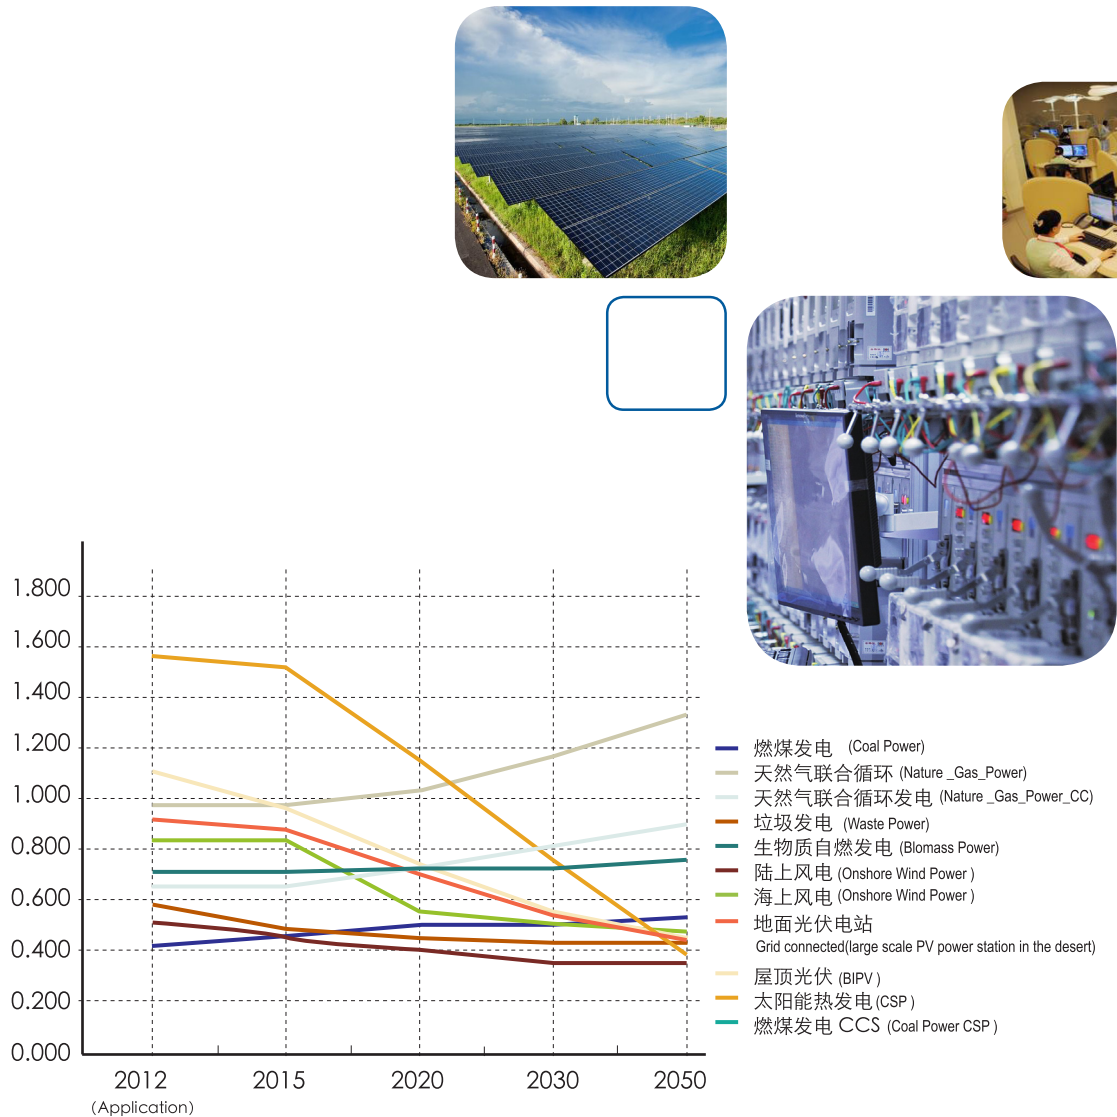 1.800
1.600
1.400
1.200
1.000
0.800
0.600
0.400
0.200
0.000
2012 2015 2020 2030 2050
(Application)
燃煤发电 (Coal Power)
天然气联合循环 (Nature _Gas_Power)
天然气联合循环发电 (Nature _Gas_Power_CC)
垃圾发电 (Waste Power)
生物质自燃发电 (Blomass Power)
陆上风电 (Onshore Wind Power )
海上风电 (Onshore Wind Power )
地面光伏电站
Grid connected(large scale PV power station in the desert)
屋顶光伏 (BIPV )
太阳能热发电 (CSP )
燃煤发电 CCS (Coal Power CSP )